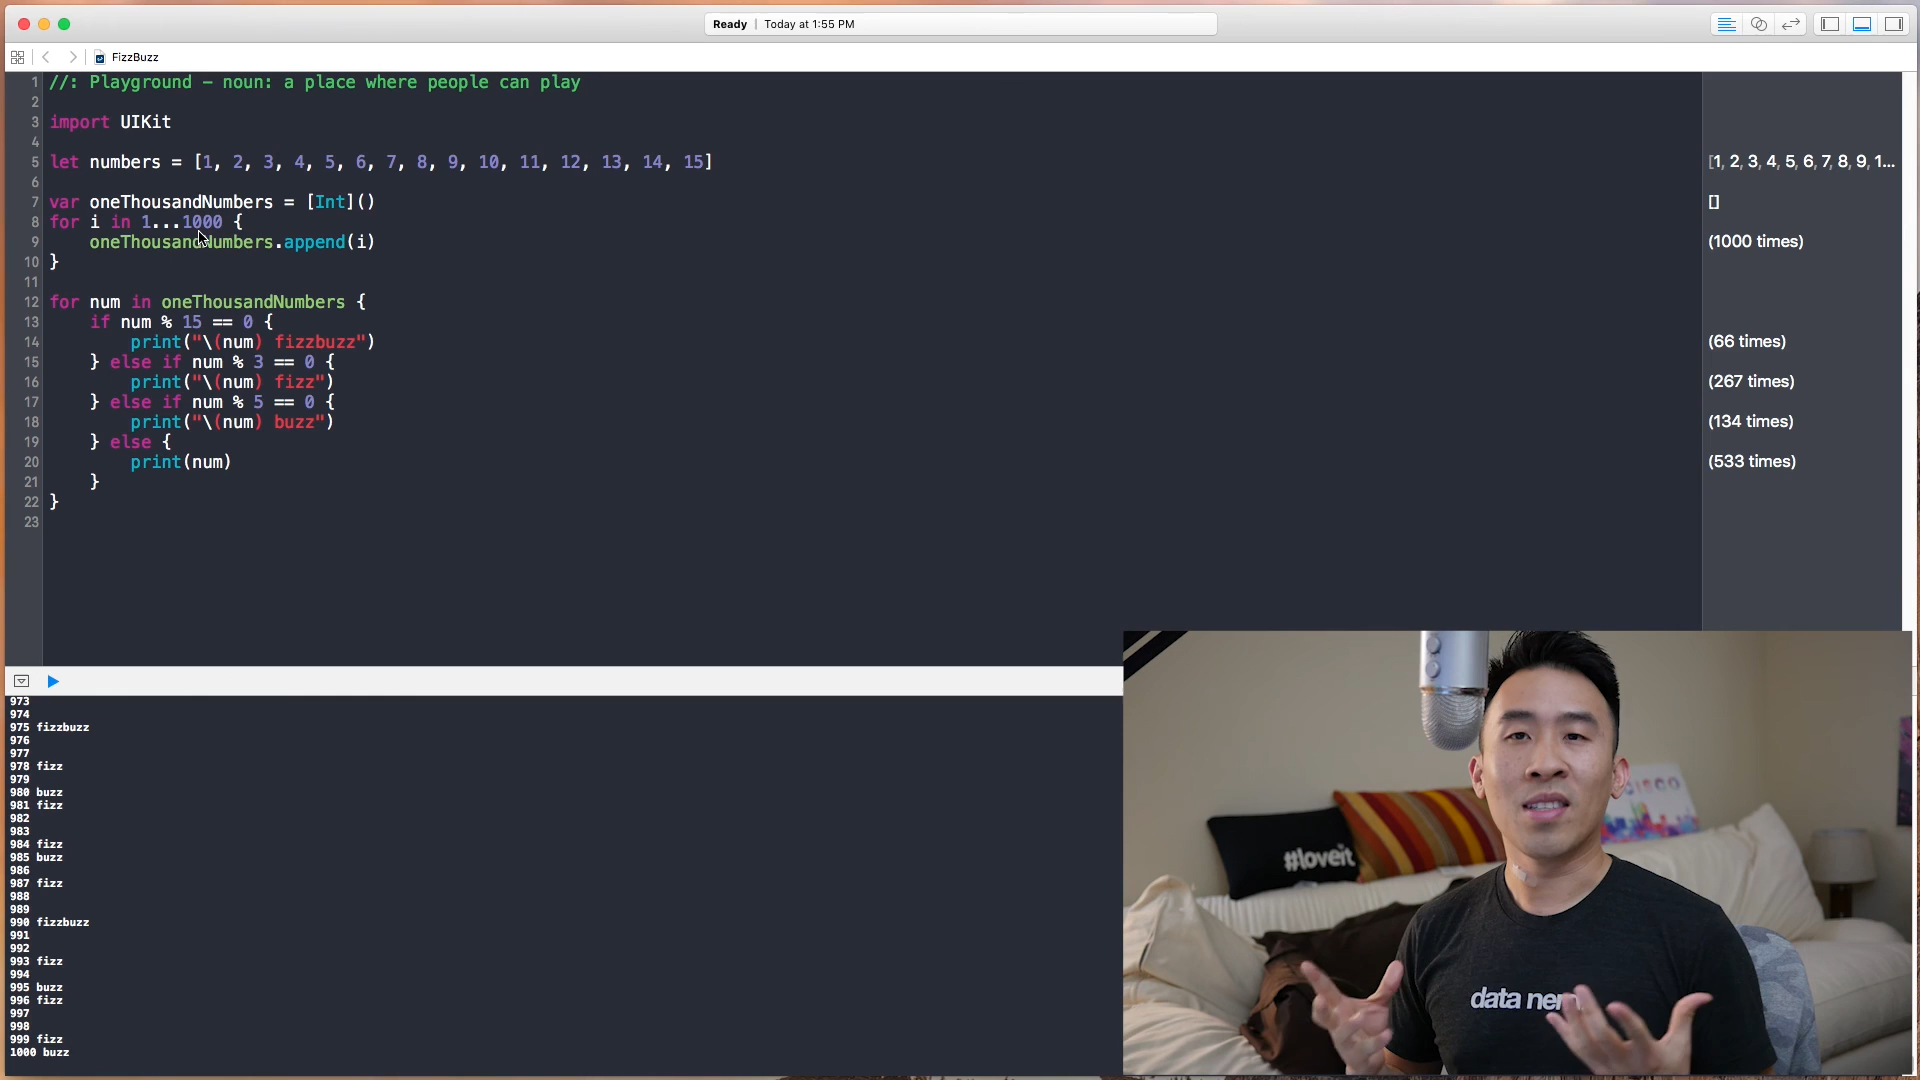 Ready | Today at 1:55 PM
FizzBuzz
1 //: Playground – noun: a place where people can play
2
3 import UIKit
4
5 let numbers = [1, 2, 3, 4, 5, 6, 7, 8, 9, 10, 11, 12, 13, 14, 15]
[1, 2, 3, 4, 5, 6, 7, 8, 9, 1...
6
7 var oneThousandNumbers = [Int]()
[]
8 for i in 1...1000 {
9 oneThousandNumbers.append(i)
(1000 times)
10 }
11
12 for num in oneThousandNumbers {
13 if num % 15 == 0 {
14 print("\(num) fizzbuzz")
(66 times)
15 } else if num % 3 == 0 {
16 print("\(num) fizz")
(267 times)
17 } else if num % 5 == 0 {
18 print("\(num) buzz")
(134 times)
19 } else {
20 print(num)
(533 times)
21 }
22 }
23
973
974
975 fizzbuzz
976
977
978 fizz
979
980 buzz
981 fizz
982
983
984 fizz
985 buzz
986
987 fizz
988
989
990 fizzbuzz
991
992
993 fizz
994
995 buzz
996 fizz
997
998
999 fizz
1000 buzz
#loveit
data